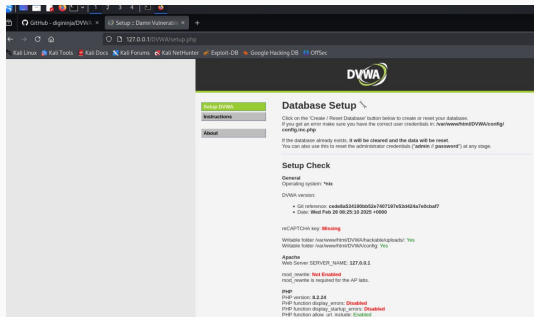 1 2 3 4
GitHub - digininja/DVWA
Setup :: Damn Vulnerable
127.0.0.1/DVWA/setup.php
Kali Linux Kali Tools Kali Docs Kali Forums Kali NetHunter Exploit-DB Google Hacking DB OffSec
DVWA
Setup DVWA
Instructions
About
Database Setup
Click on the 'Create / Reset Database' button below to create or reset your database.
If you get an error make sure you have the correct user credentials in: /var/www/html/DVWA/config/
config.inc.php
If the database already exists, it will be cleared and the data will be reset.
You can also use this to reset the administrator credentials ("admin // password") at any stage.
Setup Check
General
Operating system: *nix
DVWA version:
Git reference:
Date: Wed Feb 26 08:25:10 2025 +0000
reCAPTCHA key: Missing
Writable folder /var/www/html/DVWA/hackable/uploads/: Yes
Writable folder /var/www/html/DVWA/config: Yes
Apache
Web Server SERVER_NAME: 127.0.0.1
mod_rewrite: Not Enabled
mod_rewrite is required for the AP labs.
PHP
PHP version: 8.2.24
PHP function display_errors: Disabled
PHP function display_startup_errors: Disabled
PHP function allow_url_include: Enabled